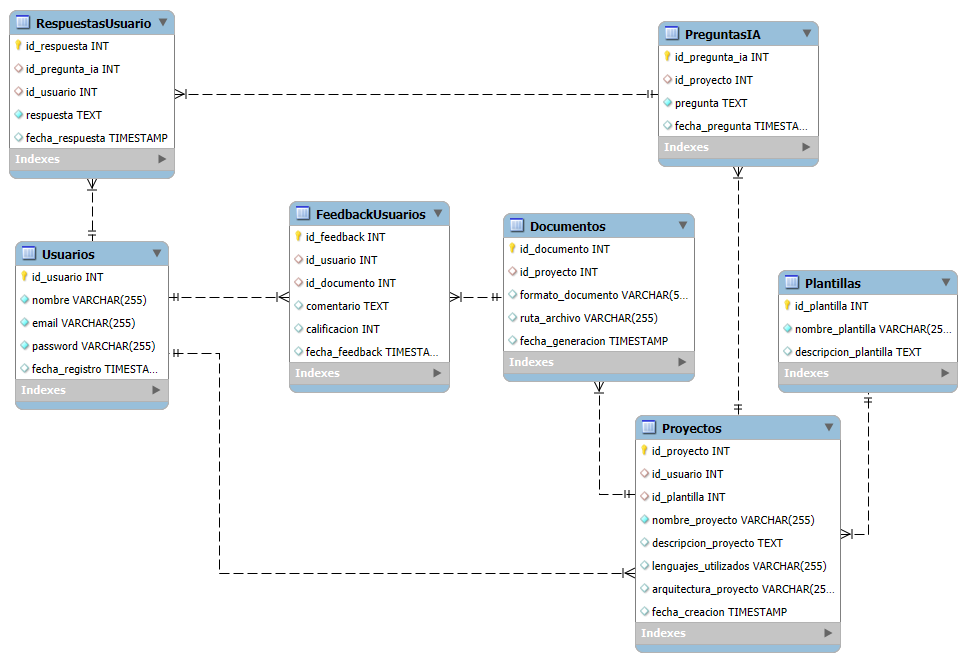 RespuestasUsuario
id_respuesta INT
id_pregunta_ia INT
id_usuario INT
respuesta TEXT
fecha_respuesta TIMESTAMP
Indexes
PreguntasIA
id_pregunta_ia INT
id_proyecto INT
pregunta TEXT
fecha_pregunta TIMESTA...
Indexes
Usuarios
id_usuario INT
nombre VARCHAR(255)
email VARCHAR(255)
password VARCHAR(255)
fecha_registro TIMESTA...
Indexes
FeedbackUsuarios
id_feedback INT
id_usuario INT
id_documento INT
comentario TEXT
calificacion INT
fecha_feedback TIMESTA...
Indexes
Documentos
id_documento INT
id_proyecto INT
formato_documento VARCHAR(5...
ruta_archivo VARCHAR(255)
fecha_generacion TIMESTAMP
Indexes
Plantillas
id_plantilla INT
nombre_plantilla VARCHAR(25...
descripcion_plantilla TEXT
Indexes
Proyectos
id_proyecto INT
id_usuario INT
id_plantilla INT
nombre_proyecto VARCHAR(255)
descripcion_proyecto TEXT
lenguajes_utilizados VARCHAR(255)
arquitectura_proyecto VARCHAR(25...
fecha_creacion TIMESTAMP
Indexes